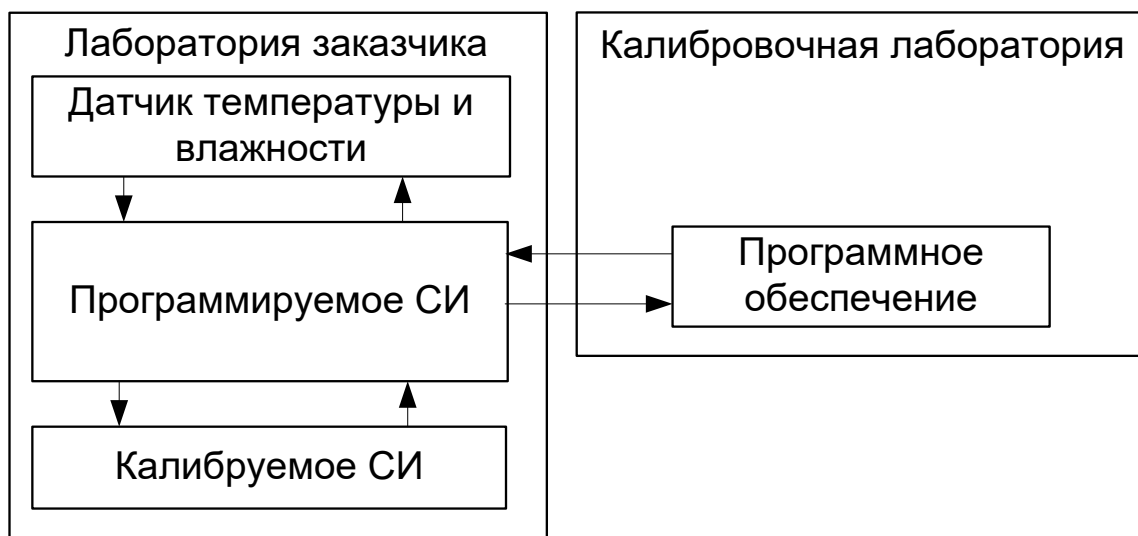 Лаборатория заказчика
Датчик температуры и
влажности
Программируемое СИ
Калибруемое СИ
Калибровочная лаборатория
Программное
обеспечение